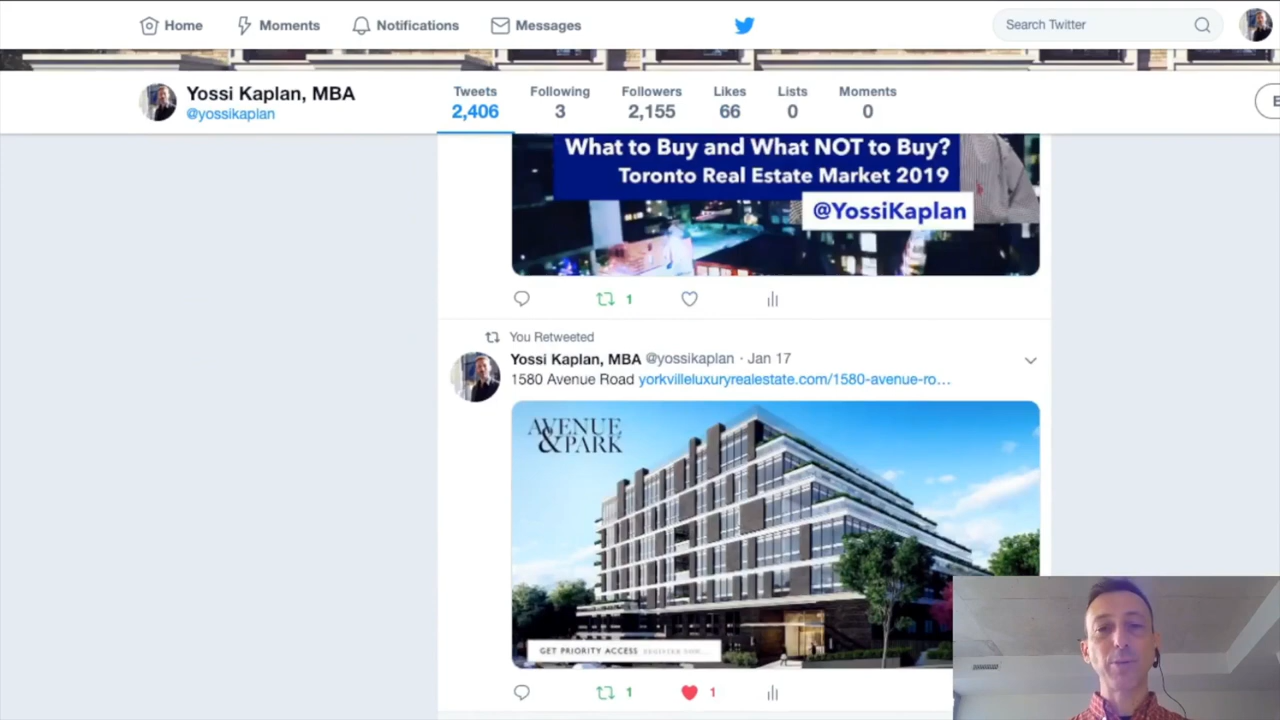 Home
Moments
Notifications
Messages
Search Twitter
Yossi Kaplan, MBA
@yossikaplan
Tweets
2,406
Following
3
Followers
2,155
Likes
66
Lists
0
Moments
0
E
What to Buy and What NOT to Buy?
Toronto Real Estate Market 2019
@YossiKaplan
1
You Retweeted
Yossi Kaplan, MBA @yossikaplan · Jan 17
1580 Avenue Road yorkvilleluxuryrealestate.com/1580-avenue-ro…
AVENUE
&PARK
GET PRIORITY ACCESS REGISTER NOW...
1
1